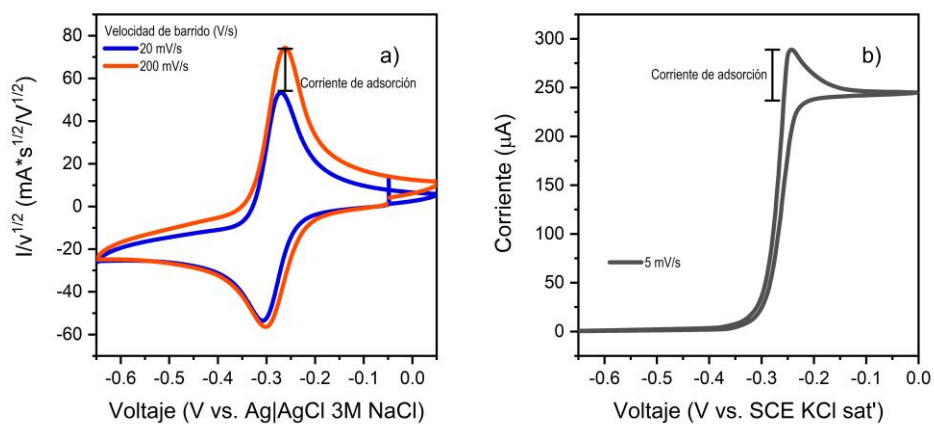 Velocidad de barrido (V/s)
20 mV/s
200 mV/s
a)
Corriente de adsorción
80
60
40
20
0
-20
-40
-60
I/v^1/2 (mA*s^1/2/V^1/2)
-0.6 -0.5 -0.4 -0.3 -0.2 -0.1 0.0
Voltaje (V vs. Ag|AgCl 3M NaCl)
b)
Corriente de adsorción
5 mV/s
300
250
200
150
100
50
0
Corriente (µA)
-0.6 -0.5 -0.4 -0.3 -0.2 -0.1 0.0
Voltaje (V vs. SCE KCl sat')